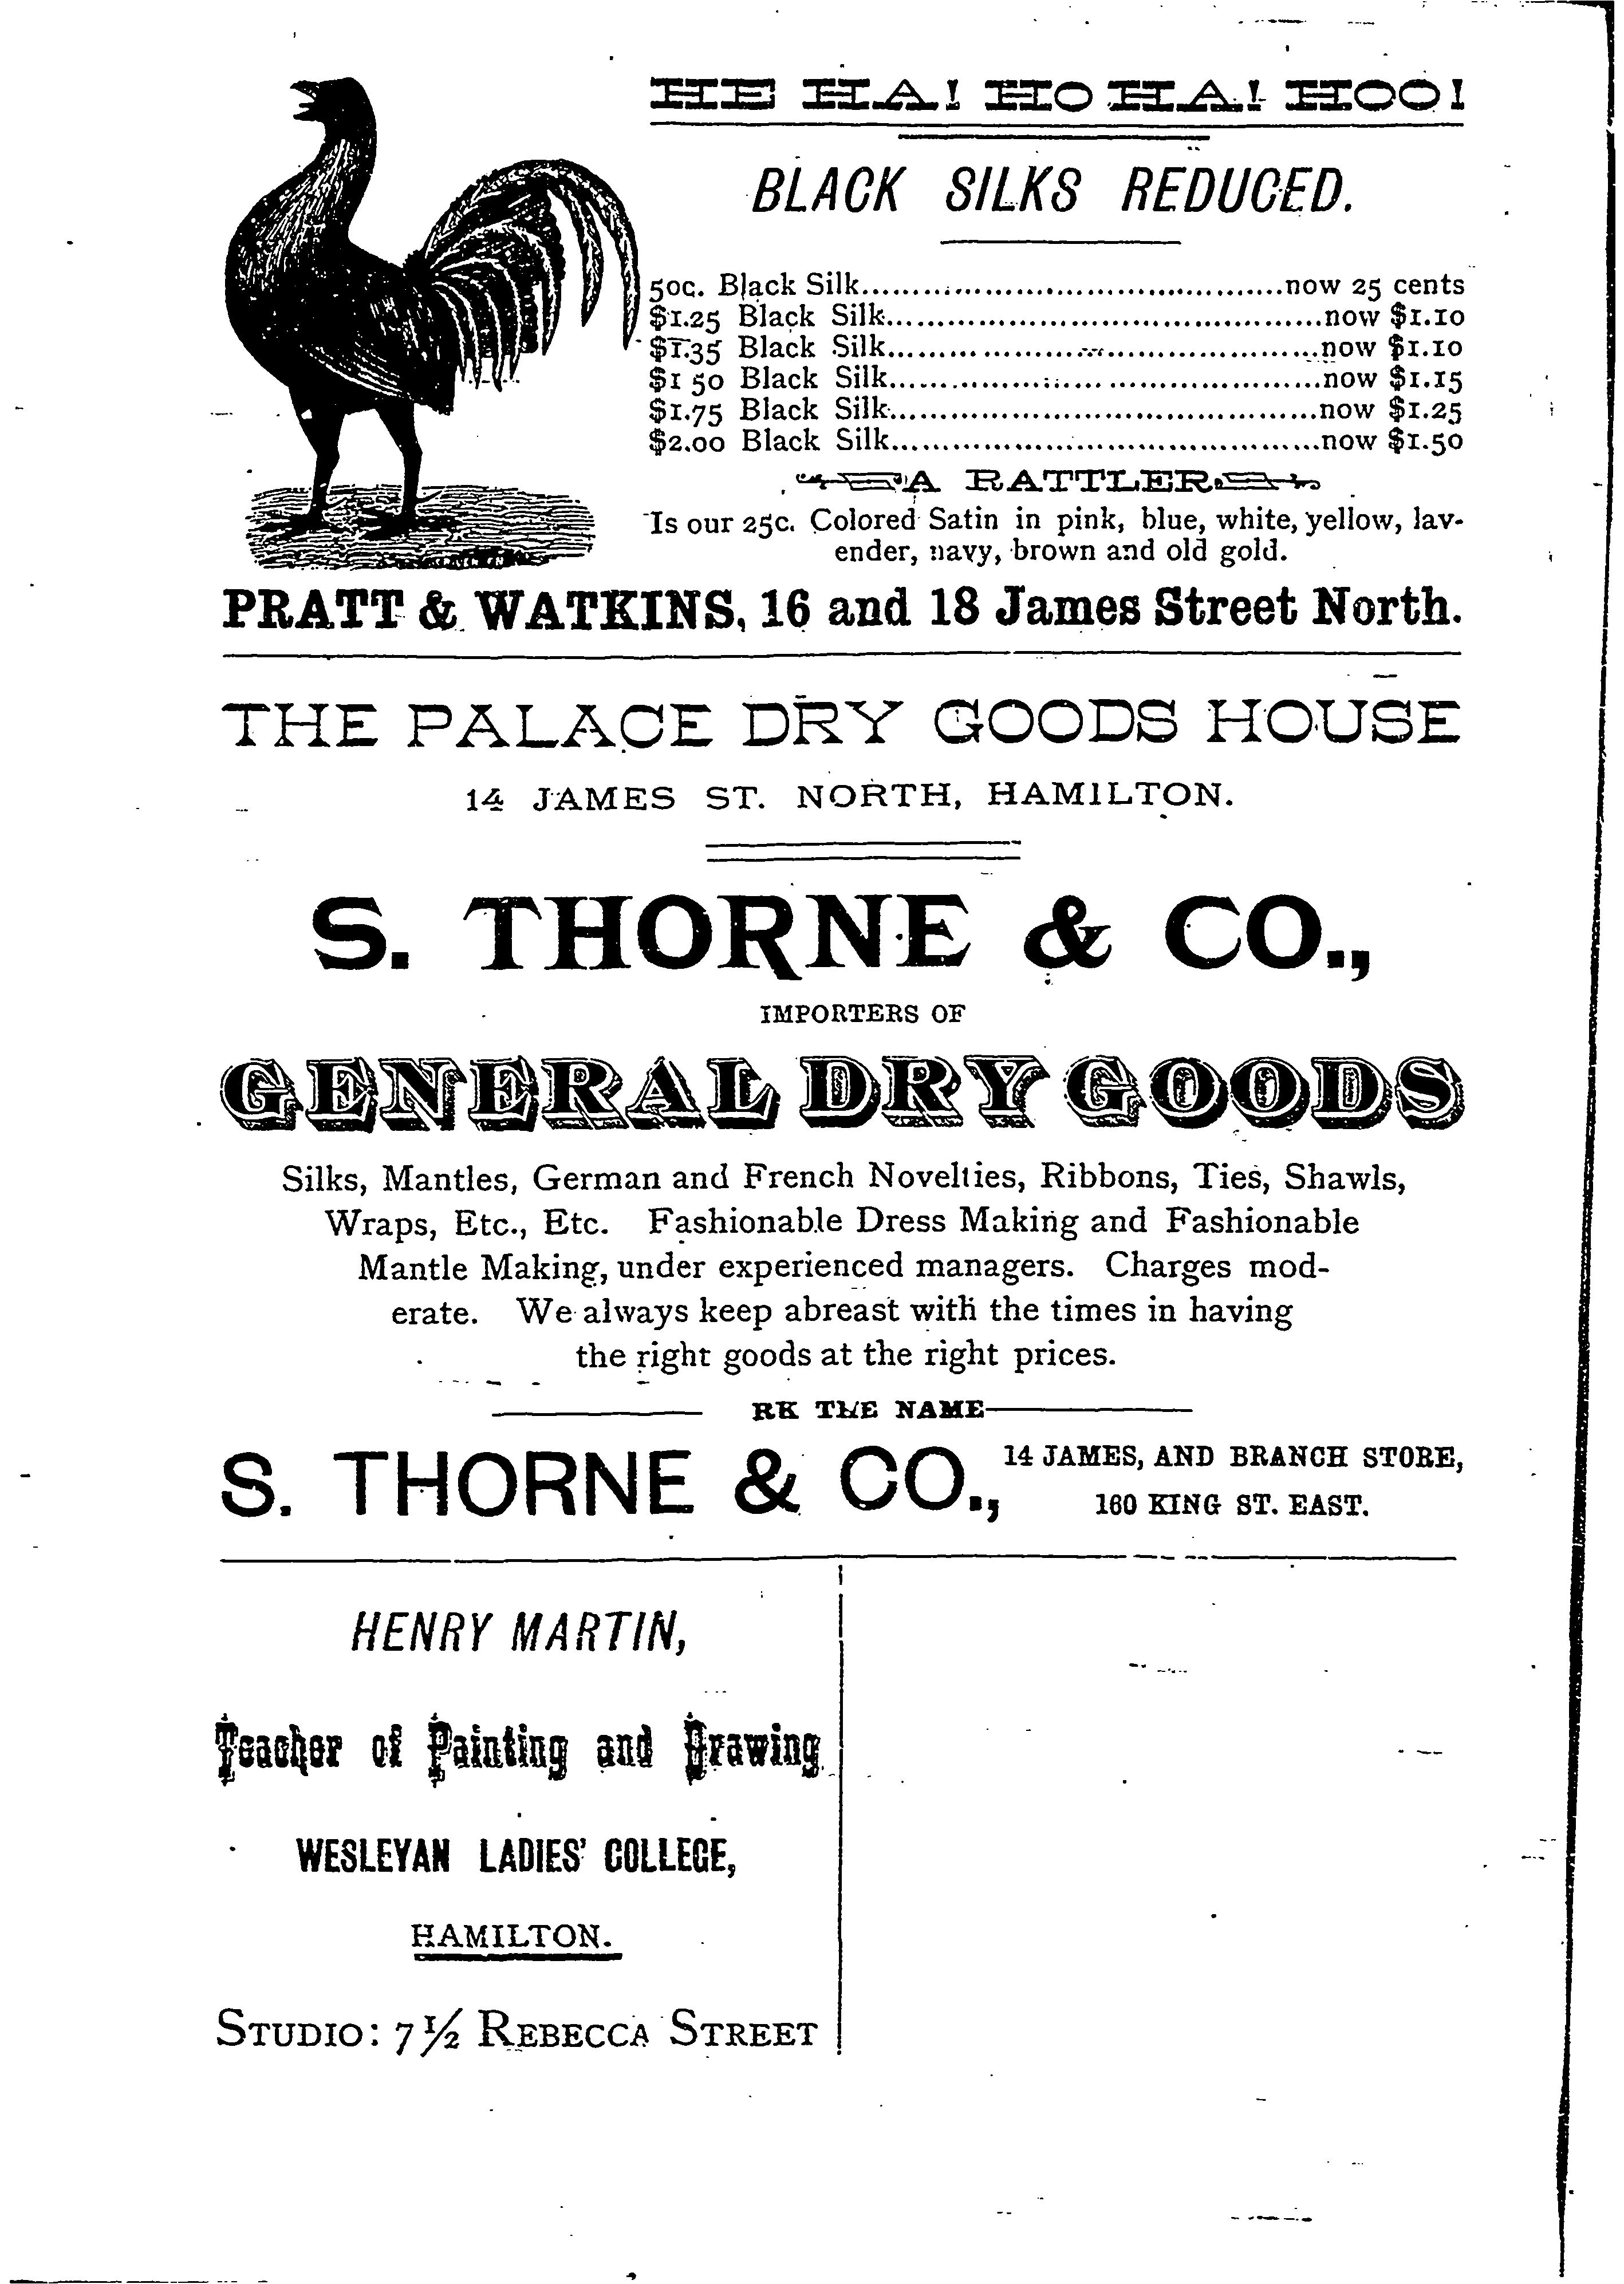 HE HA! HO HA! HOO!
BLACK SILKS REDUCED.
50c. Black Silk...........................................now 25 cents
$1.25 Black Silk...........................................now $1.10
$1.35 Black Silk...........................................now $1.10
$1 50 Black Silk...........................................now $1.15
$1.75 Black Silk...........................................now $1.25
$2.00 Black Silk...........................................now $1.50
A RATTLER
Is our 25c. Colored Satin in pink, blue, white, yellow, lav-
ender, navy, brown and old gold.
PRATT & WATKINS, 16 and 18 James Street North.
THE PALACE DRY GOODS HOUSE
14 JAMES ST. NORTH, HAMILTON.
S. THORNE & CO.,
IMPORTERS OF
GENERAL DRY GOODS
Silks, Mantles, German and French Novelties, Ribbons, Ties, Shawls,
Wraps, Etc., Etc. Fashionable Dress Making and Fashionable
Mantle Making, under experienced managers. Charges mod-
erate. We always keep abreast with the times in having
the right goods at the right prices.
RK THE NAME
S. THORNE & CO., 14 JAMES, AND BRANCH STORE,
160 KING ST. EAST.
HENRY MARTIN,
Teacher of Painting and Drawing
WESLEYAN LADIES' COLLEGE,
HAMILTON.
STUDIO: 7½ REBECCA STREET